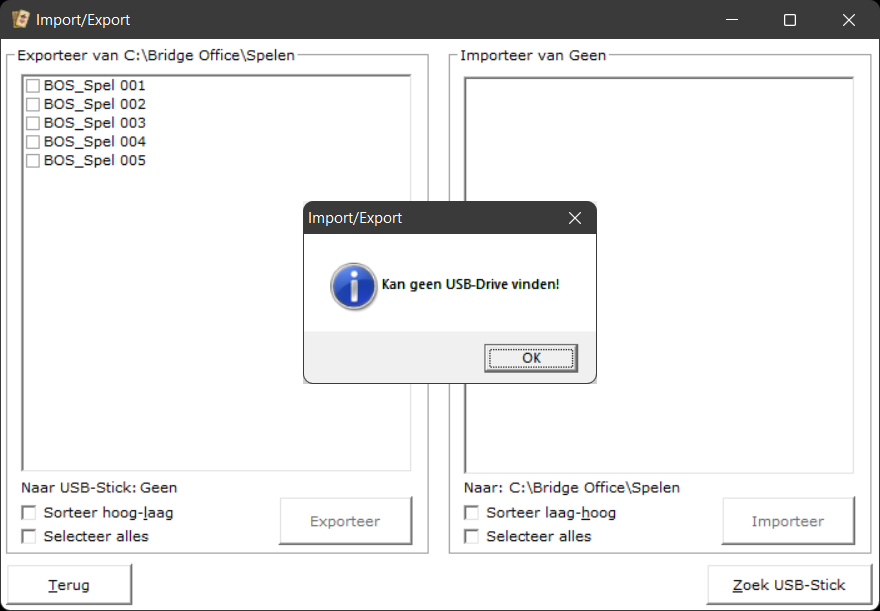 Import/Export
Exporteer van C:\Bridge Office\Spelen
BOS_Spel 001
BOS_Spel 002
BOS_Spel 003
BOS_Spel 004
BOS_Spel 005
Naar USB-Stick: Geen
Sorteer hoog-laag
Selecteer alles
Exporteer
Importeer van Geen
Import/Export
Kan geen USB-Drive vinden!
OK
Naar: C:\Bridge Office\Spelen
Sorteer laag-hoog
Selecteer alles
Importeer
Terug
Zoek USB-Stick